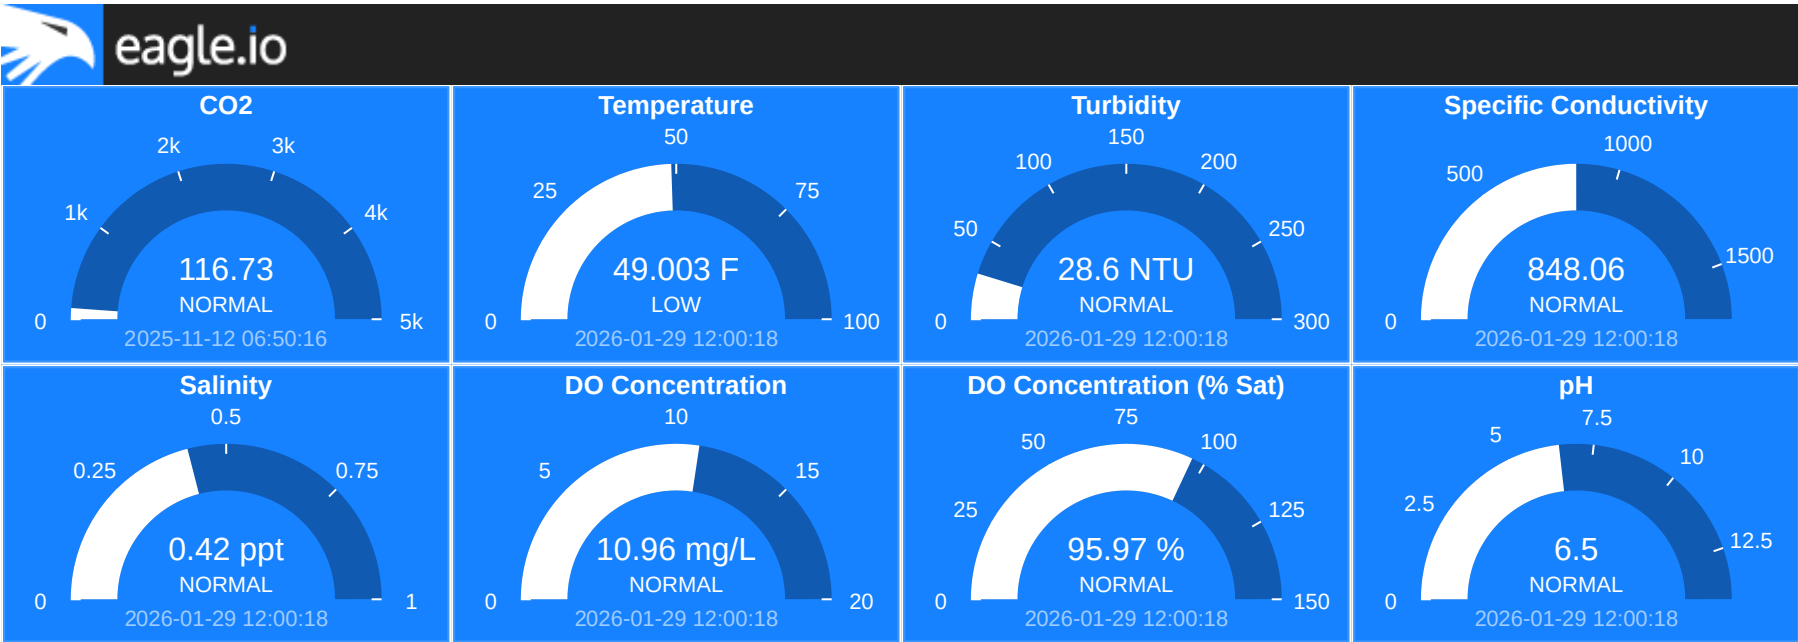 eagle.io
CO2
0
1k
2k
3k
4k
5k
116.73
NORMAL
2025-11-12 06:50:16
Temperature
0
25
50
75
100
49.003 F
LOW
2026-01-29 12:00:18
Turbidity
0
50
100
150
200
250
300
28.6 NTU
NORMAL
2026-01-29 12:00:18
Specific Conductivity
0
500
1000
1500
848.06
NORMAL
2026-01-29 12:00:18
Salinity
0
0.25
0.5
0.75
1
0.42 ppt
NORMAL
2026-01-29 12:00:18
DO Concentration
0
5
10
15
20
10.96 mg/L
NORMAL
2026-01-29 12:00:18
DO Concentration (% Sat)
0
25
50
75
100
125
150
95.97 %
NORMAL
2026-01-29 12:00:18
pH
0
2.5
5
7.5
10
12.5
6.5
NORMAL
2026-01-29 12:00:18